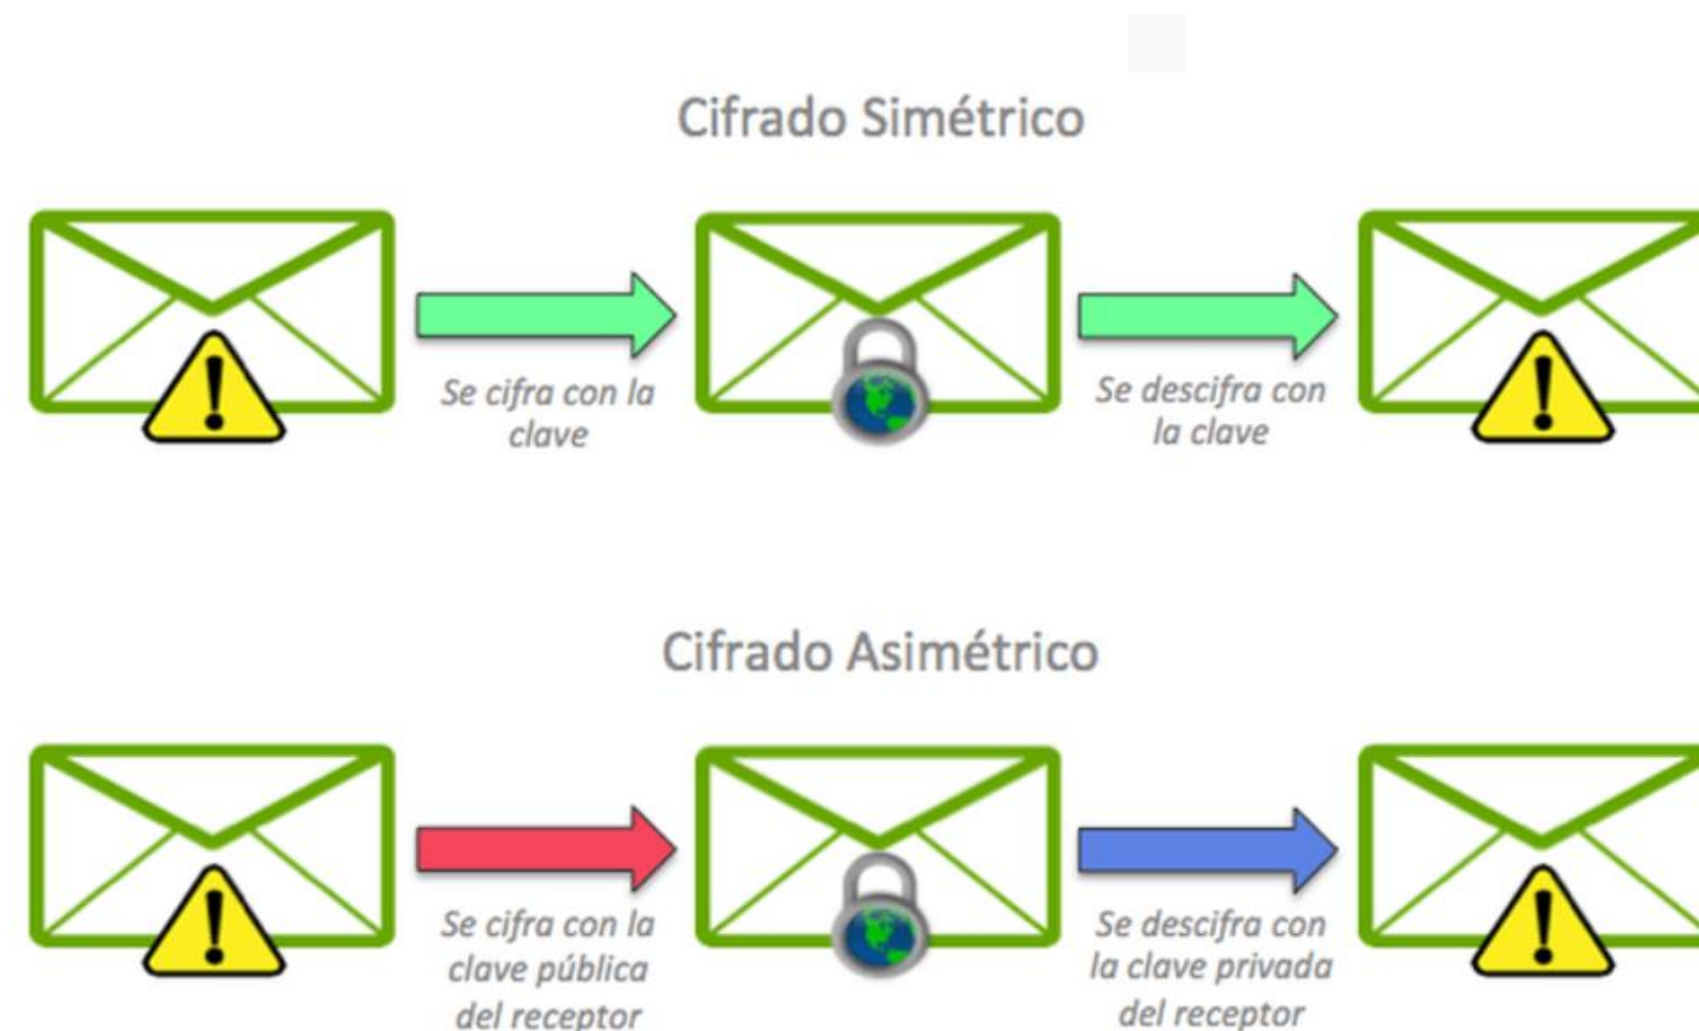 Cifrado Simétrico
Se cifra con la
clave
Se descifra con
la clave
Cifrado Asimétrico
Se cifra con la
clave pública
del receptor
Se descifra con
la clave privada
del receptor